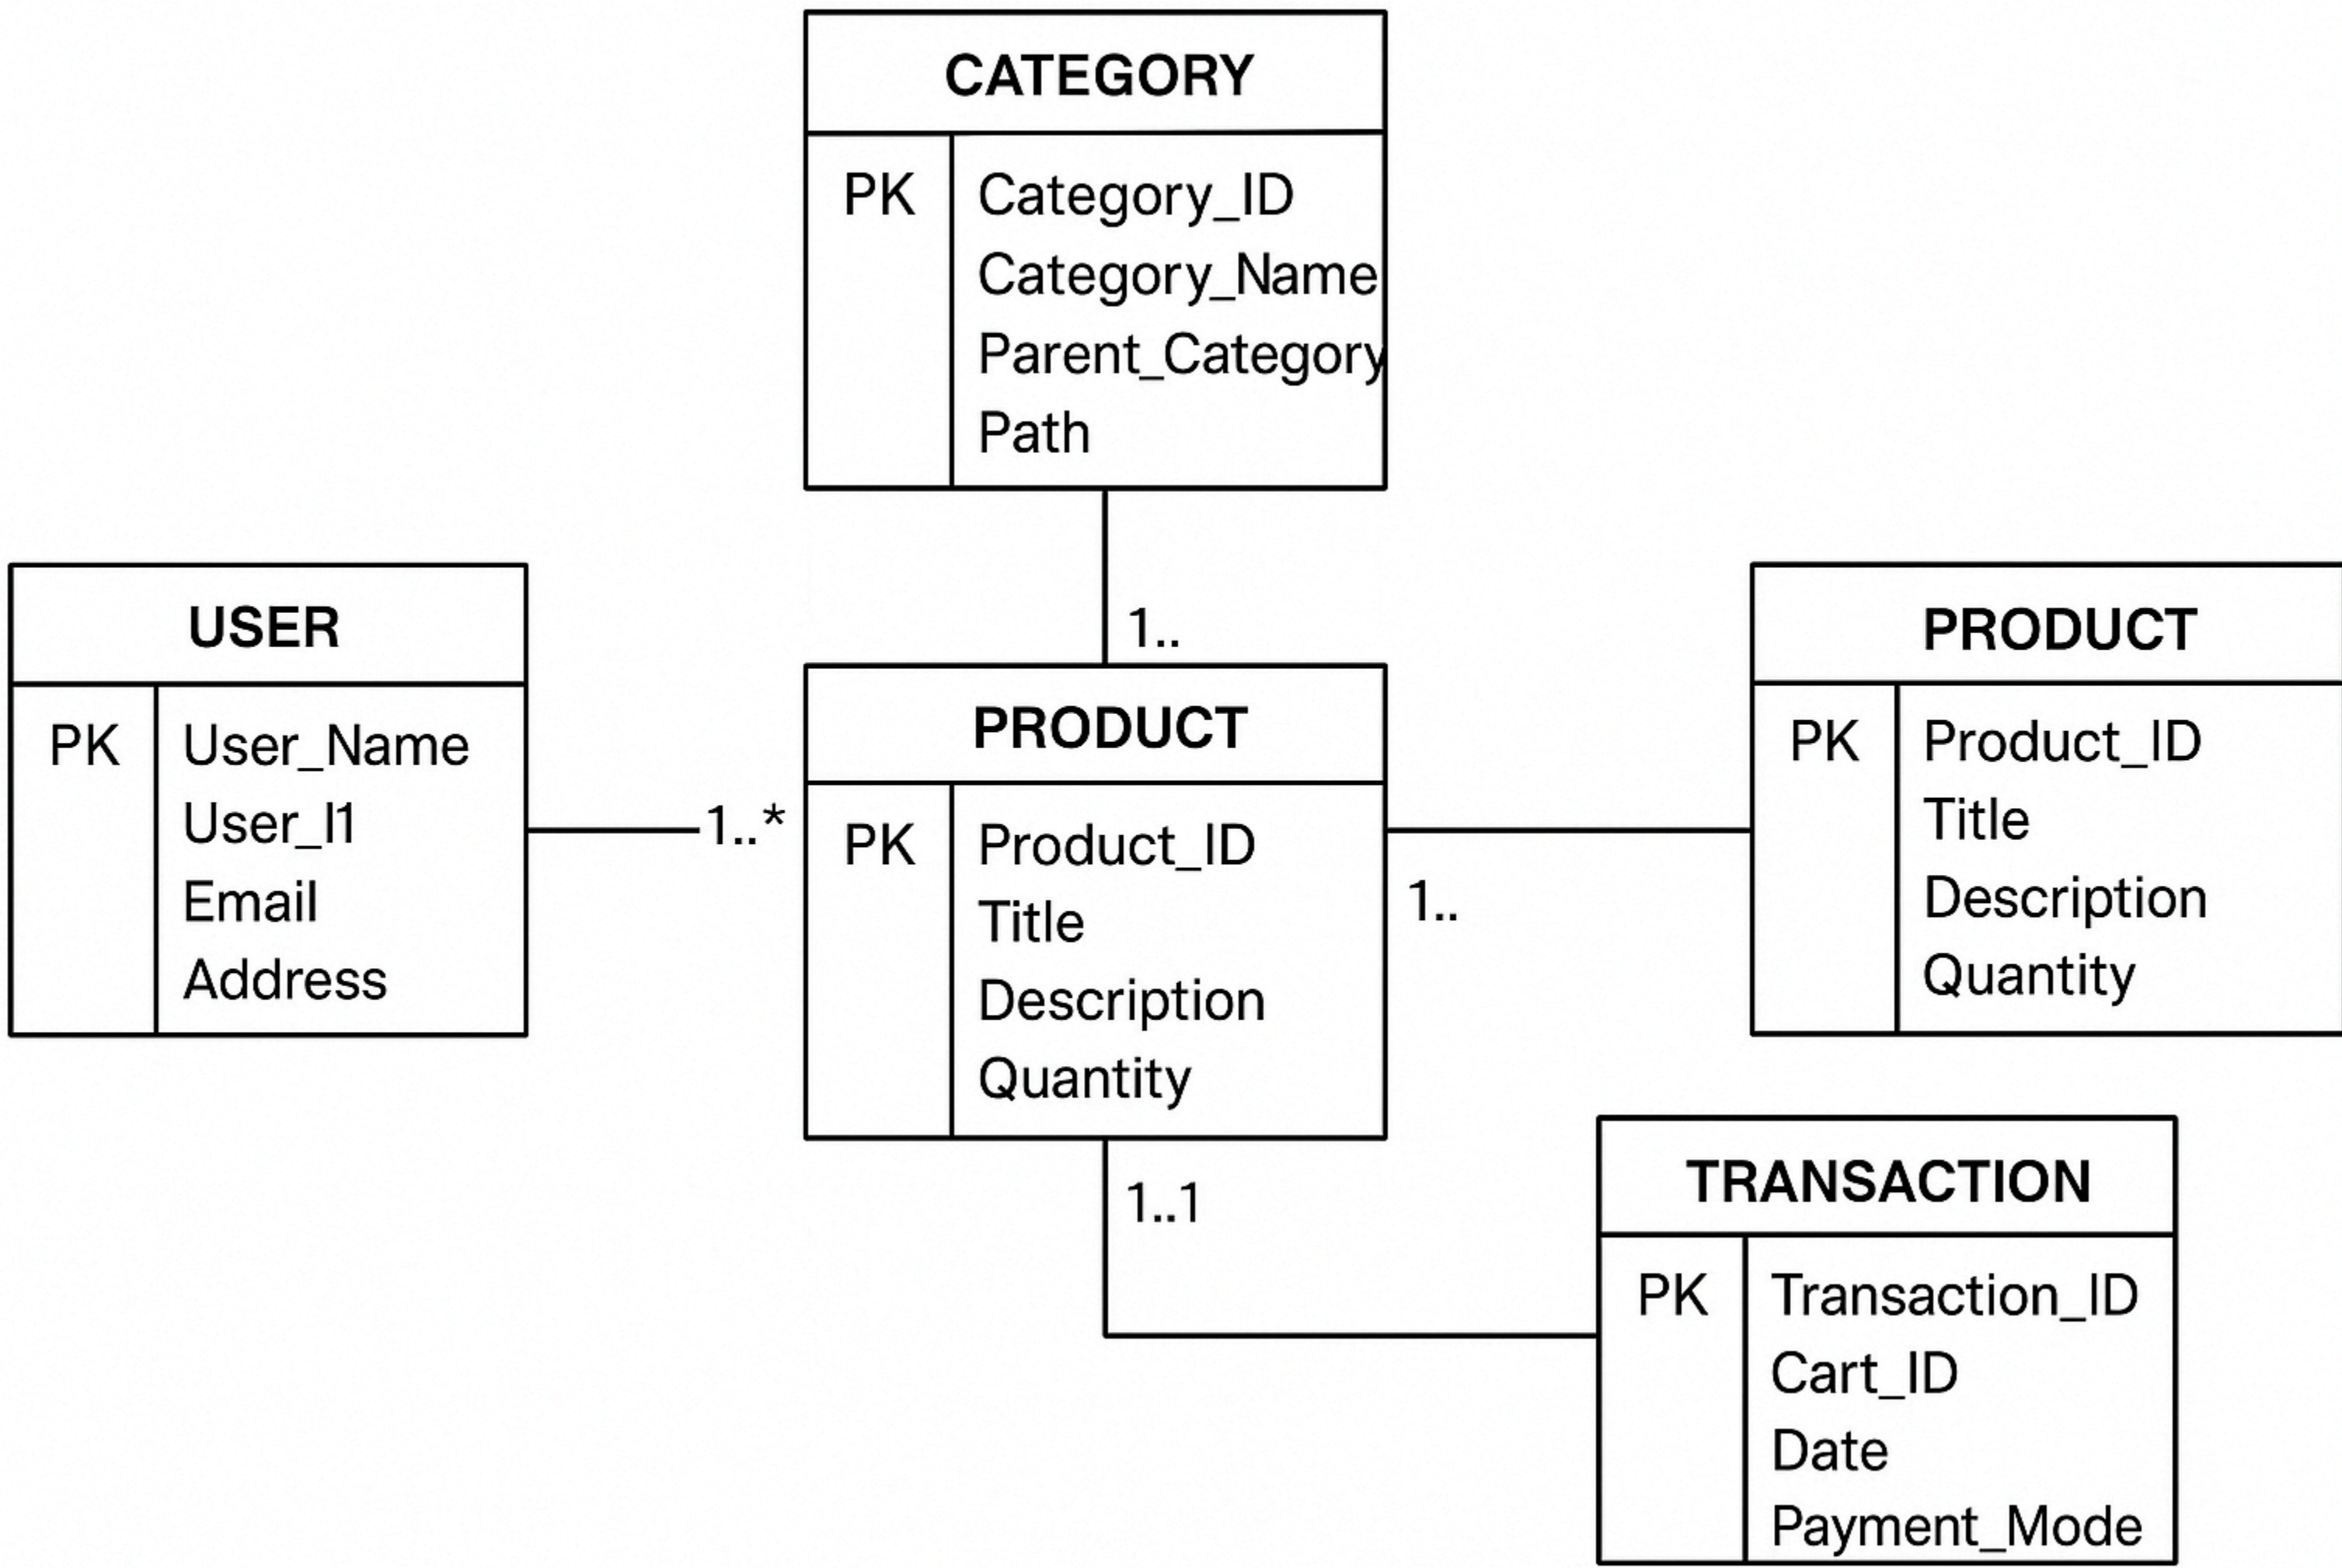 CATEGORY
PK Category_ID
Category_Name
Parent_Category
Path
1..
USER
PK User_Name
User_I1
Email
Address
1..*
PRODUCT
PK Product_ID
Title
Description
Quantity
1..
1..1
PRODUCT
PK Product_ID
Title
Description
Quantity
TRANSACTION
PK Transaction_ID
Cart_ID
Date
Payment_Mode